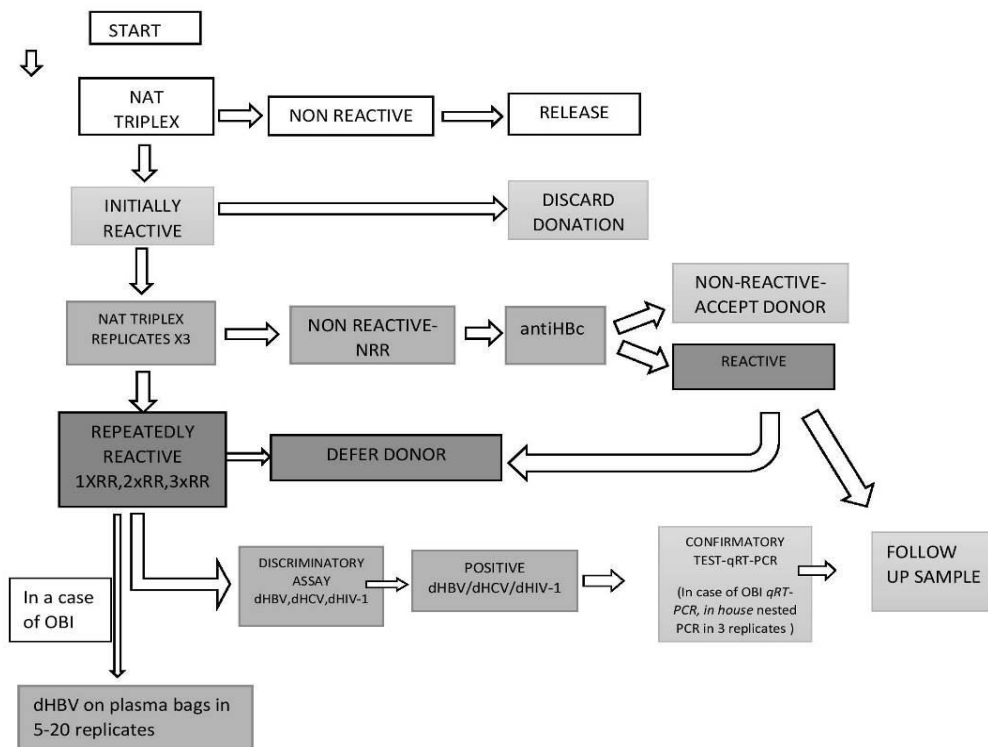 START
NAT
TRIPLEX
NON REACTIVE
RELEASE
INITIALLY
REACTIVE
DISCARD
DONATION
NAT TRIPLEX
REPLICATES X3
NON REACTIVE-
NRR
antiHBc
NON-REACTIVE-
ACCEPT DONOR
REACTIVE
REPEATEDLY
REACTIVE
1XRR,2xRR,3xRR
DEFER DONOR
In a case
of OBI
DISCRIMINATORY
ASSAY
dHBV,dHCV,dHIV-1
POSITIVE
dHBV/dHCV/dHIV-1
CONFIRMATORY
TEST-qRT-PCR
(In case of OBI qRT-
PCR, in house nested
PCR in 3 replicates )
FOLLOW
UP SAMPLE
dHBV on plasma bags in
5-20 replicates